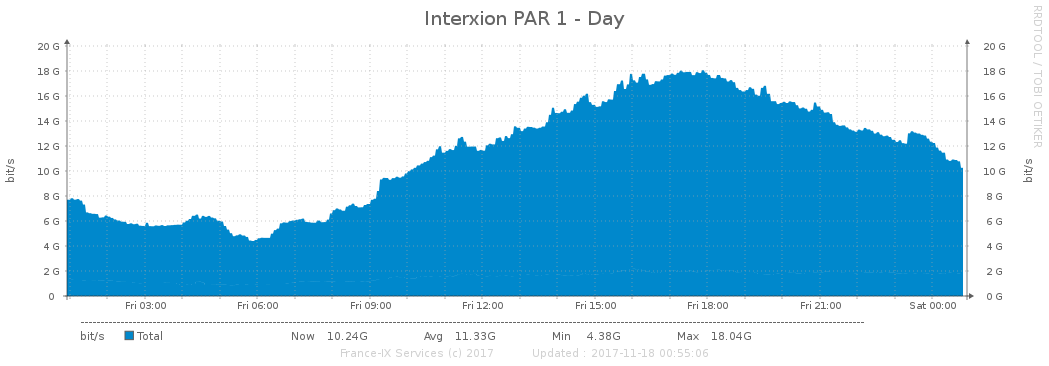 Interxion PAR 1 - Day
RRDTOOL / TOBI OETIKER
20 G 20 G
18 G 18 G
16 G 16 G
14 G 14 G
12 G 12 G
10 G 10 G
8 G 8 G
6 G 6 G
4 G 4 G
2 G 2 G
0 0 G
bit/s bit/s
Fri 03:00 Fri 06:00 Fri 09:00 Fri 12:00 Fri 15:00 Fri 18:00 Fri 21:00 Sat 00:00
bit/s Total Now 10.24G Avg 11.33G Min 4.38G Max 18.04G
France-IX Services (c) 2017 Updated : 2017-11-18 00:55:06